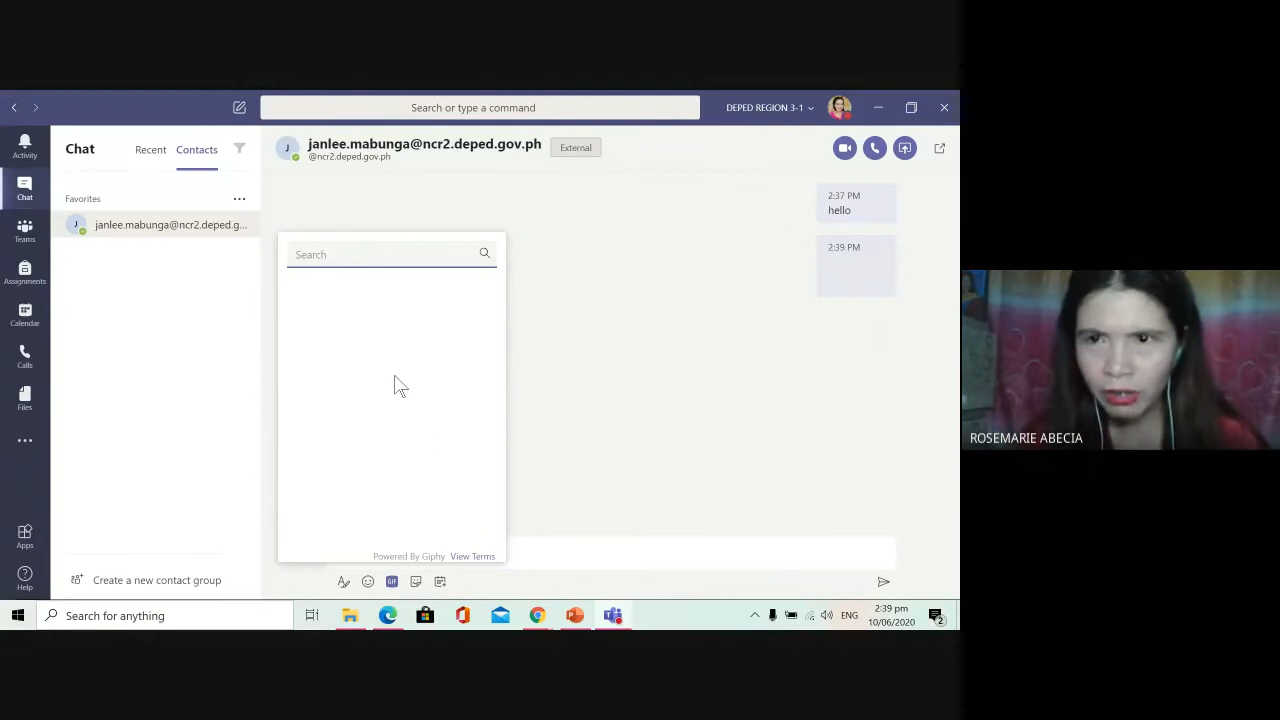 Search or type a command
DEPED REGION 3-1
Activity
Chat
Teams
Assignments
Calendar
Calls
Files
Apps
Help
Chat
Recent
Contacts
Favorites
janlee.mabunga@ncr2.deped.g...
Create a new contact group
J
janlee.mabunga@ncr2.deped.gov.ph
External
@ncr2.deped.gov.ph
2:37 PM
hello
2:39 PM
Search
Powered By Giphy View Terms
GIF
Search for anything
ENG
2:39 pm
10/06/2020
2
ROSEMARIE ABECIA